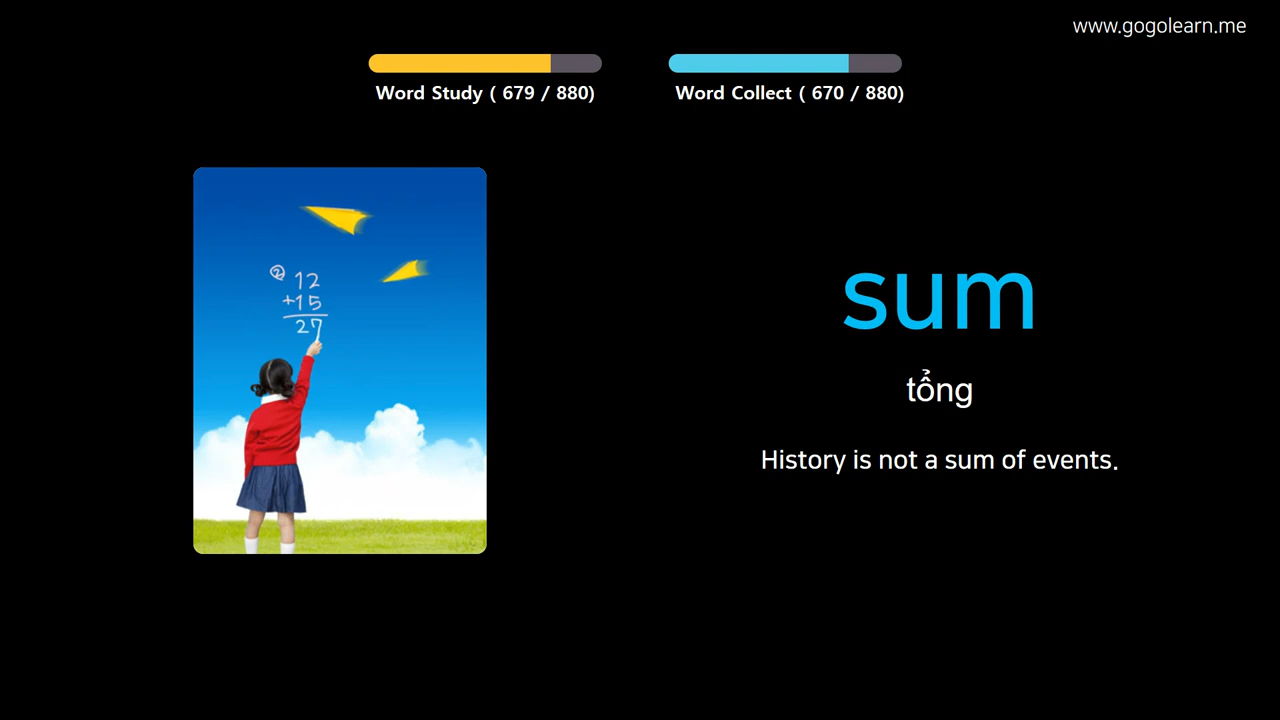 www.gogolearn.me
Word Study ( 679 / 880)
Word Collect ( 670 / 880)
② 12
+15
27
sum
tổng
History is not a sum of events.